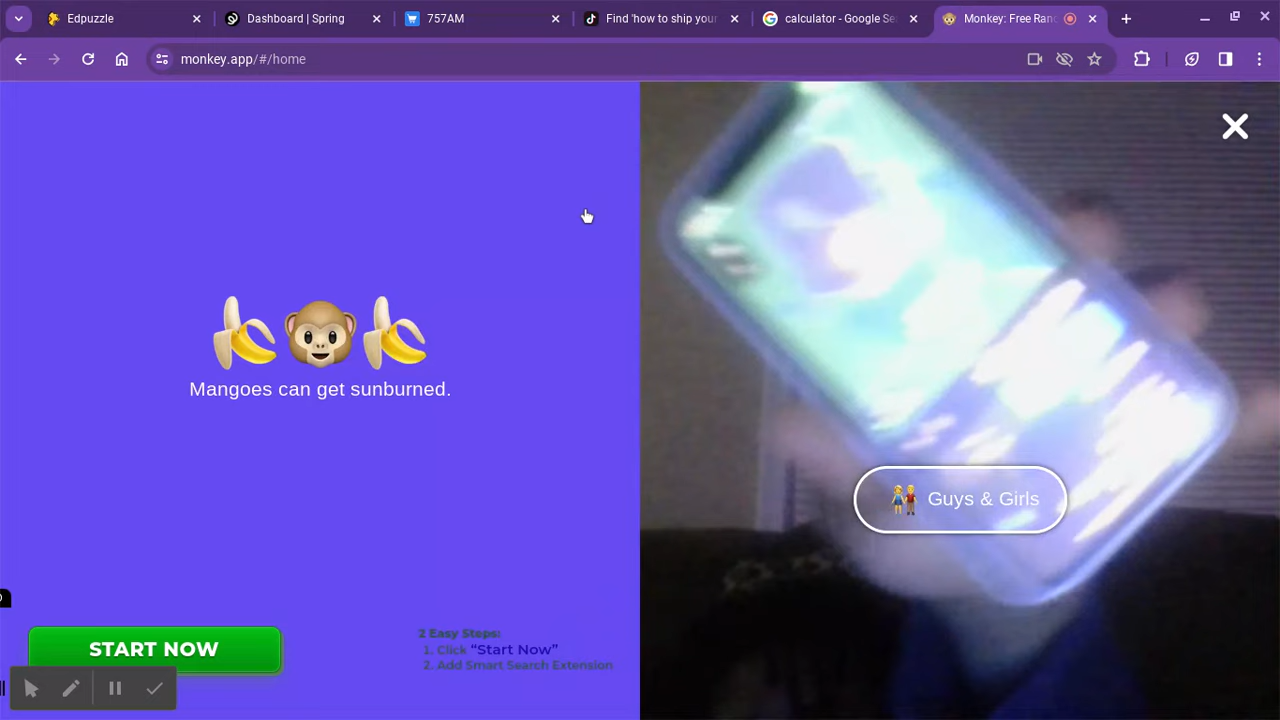 Edpuzzle
Dashboard | Spring
757AM
Find 'how to ship your
calculator - Google Se
Monkey: Free Ran
monkey.app/#/home
Mangoes can get sunburned.
Guys & Girls
START NOW
2 Easy Steps:
1. Click “Start Now”
2. Add Smart Search Extension